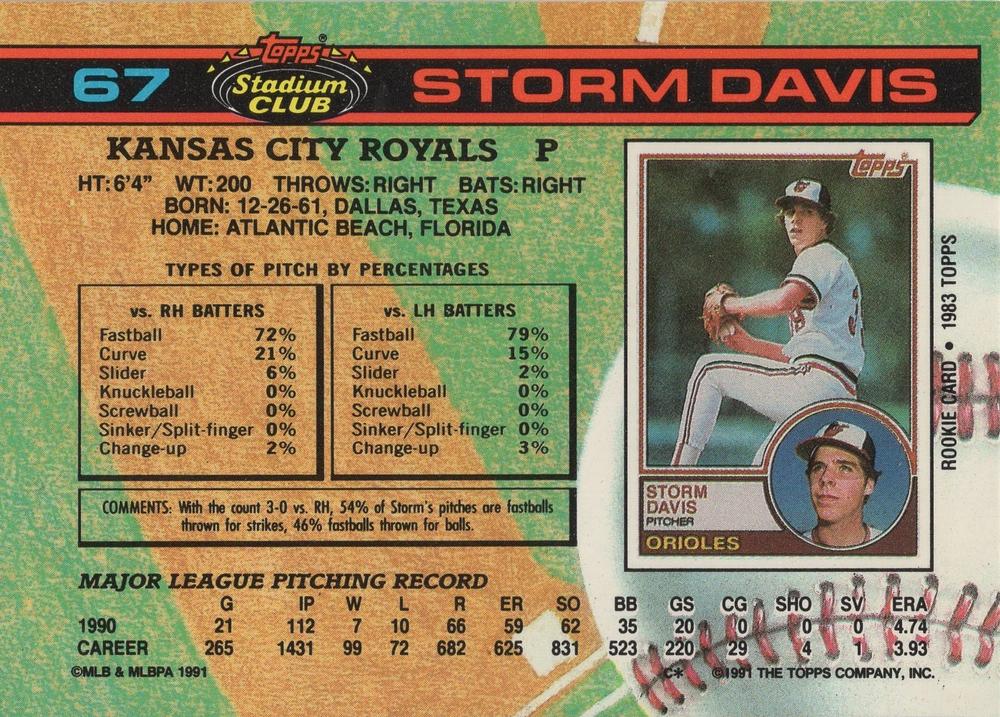 67 Topps® Stadium CLUB STORM DAVIS
KANSAS CITY ROYALS P
HT: 6'4" WT: 200 THROWS: RIGHT BATS: RIGHT
BORN: 12-26-61, DALLAS, TEXAS
HOME: ATLANTIC BEACH, FLORIDA
TYPES OF PITCH BY PERCENTAGES
vs. RH BATTERS
Fastball 72%
Curve 21%
Slider 6%
Knuckleball 0%
Screwball 0%
Sinker/Split-finger 0%
Change-up 2%
vs. LH BATTERS
Fastball 79%
Curve 15%
Slider 2%
Knuckleball 0%
Screwball 0%
Sinker/Split-finger 0%
Change-up 3%
COMMENTS: With the count 3-0 vs. RH, 54% of Storm's pitches are fastballs
thrown for strikes, 46% fastballs thrown for balls.
Topps
STORM
DAVIS
PITCHER
ORIOLES
ROOKIE CARD • 1983 TOPPS
MAJOR LEAGUE PITCHING RECORD
G IP W L R ER SO BB GS CG SHO SV ERA
1990 21 112 7 10 66 59 62 35 20 0 0 0 4.74
CAREER 265 1431 99 72 682 625 831 523 220 29 4 1 3.93
©MLB & MLBPA 1991 C* ©1991 THE TOPPS COMPANY, INC.